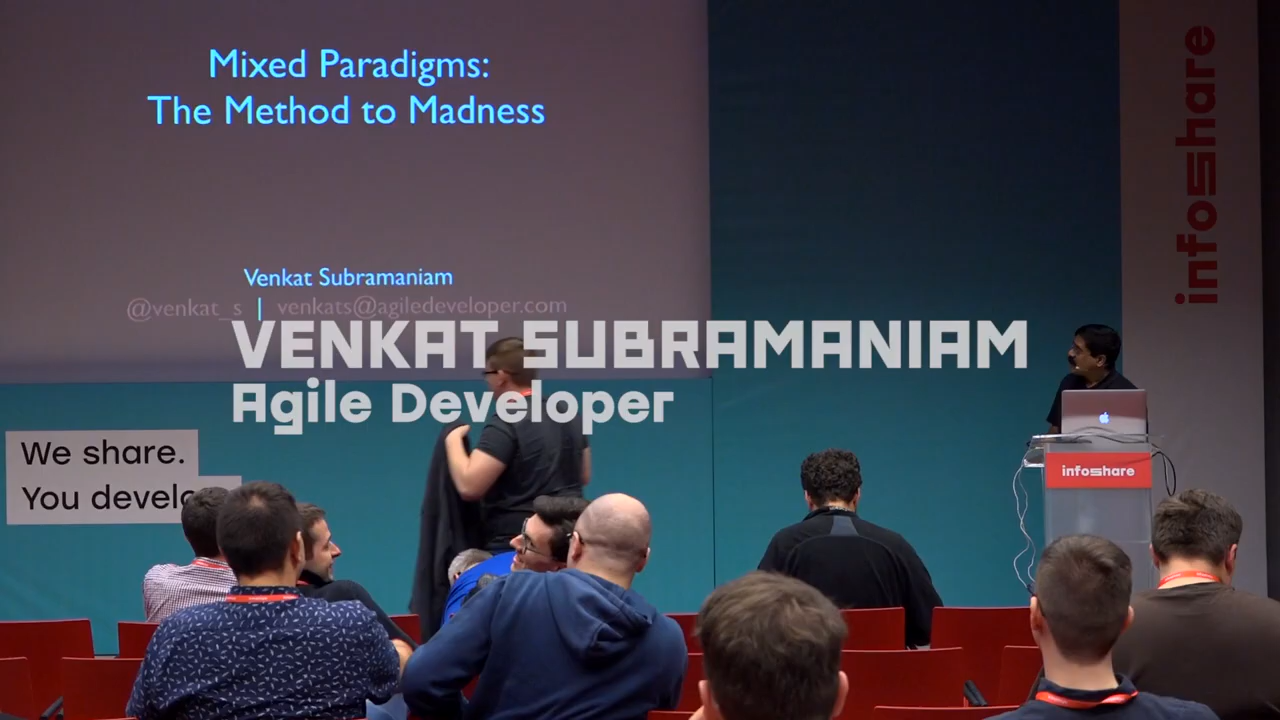 Mixed Paradigms:
The Method to Madness
Venkat Subramaniam
@venkat_s | venkats@agiledeveloper.com
VENKAT SUBRAMANIAM
Agile Developer
We share.
You develo
infoshare
infoshare